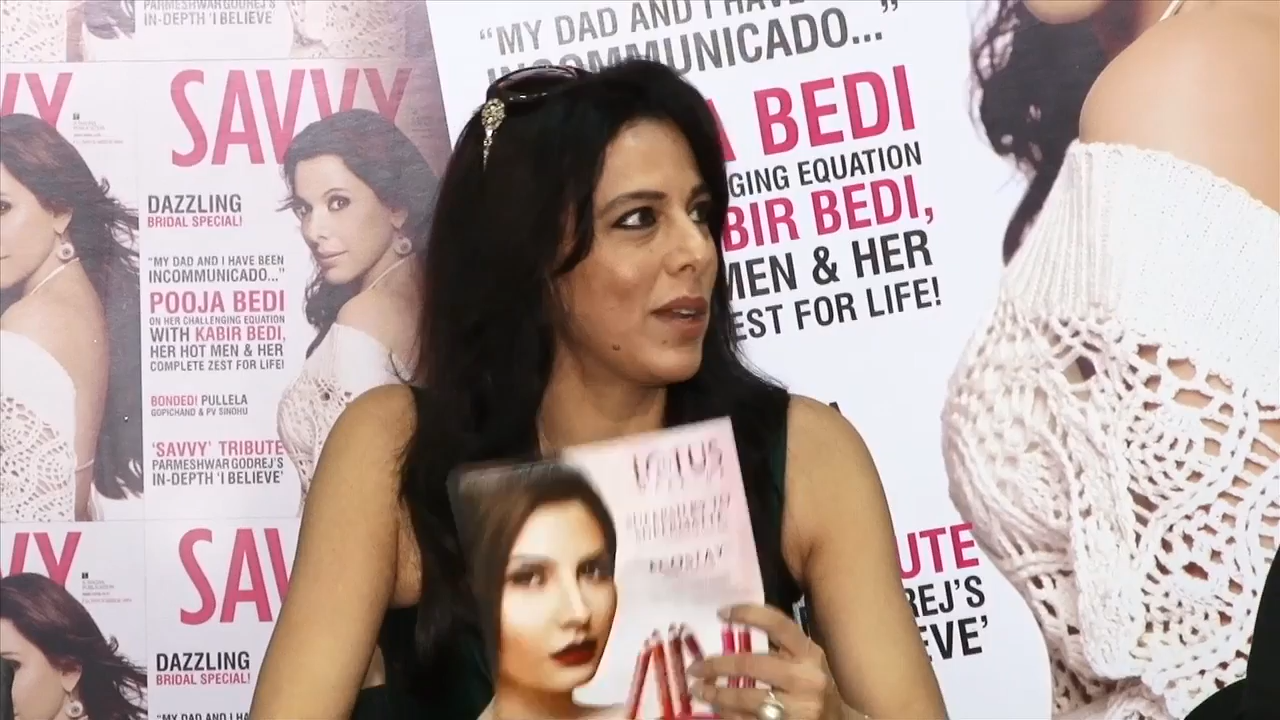 PARMESHWAR GODREJ'S
IN-DEPTH 'I BELIEVE'
VY
SAVVY
DAZZLING
BRIDAL SPECIAL!
"MY DAD AND I HAVE BEEN
INCOMMUNICADO..."
POOJA BEDI
ON HER CHALLENGING EQUATION
WITH KABIR BEDI,
HER HOT MEN & HER
COMPLETE ZEST FOR LIFE!
BONDED! PULLELA
GOPICHAND & PV SINDHU
'SAVVY' TRIBUTE
PARMESHWAR GODREJ'S
IN-DEPTH 'I BELIEVE'
VY
SAV
DAZZLING
BRIDAL SPECIAL!
"MY DAD AND I HA
"MY DAD AND I HAVE
INCOMMUNICADO..."
A BEDI
GING EQUATION
BIR BEDI,
MEN & HER
EST FOR LIFE!
UTE
REJ'S
EVE'
LOTUS